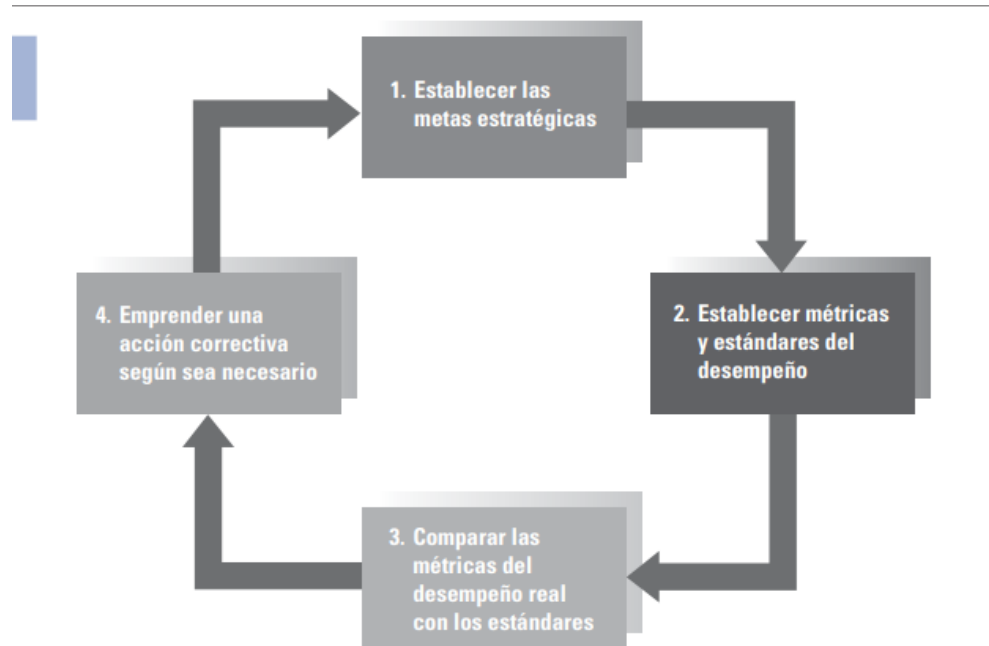 1. Establecer las
metas estratégicas
2. Establecer métricas
y estándares del
desempeño
3. Comparar las
métricas del
desempeño real
con los estándares
4. Emprender una
acción correctiva
según sea necesario